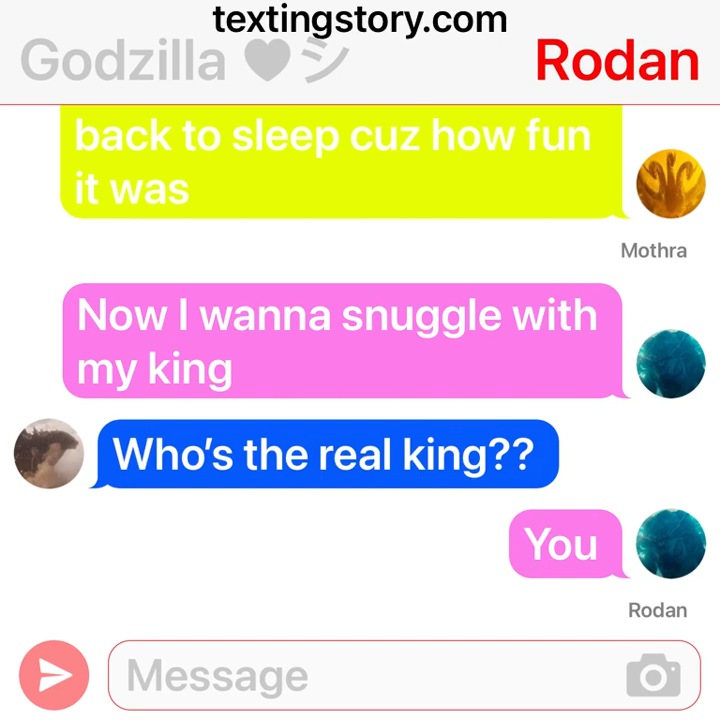 textingstory.com
Godzilla ♥シ
Rodan
back to sleep cuz how fun
it was
Mothra
Now I wanna snuggle with
my king
Who's the real king??
You
Rodan
Message